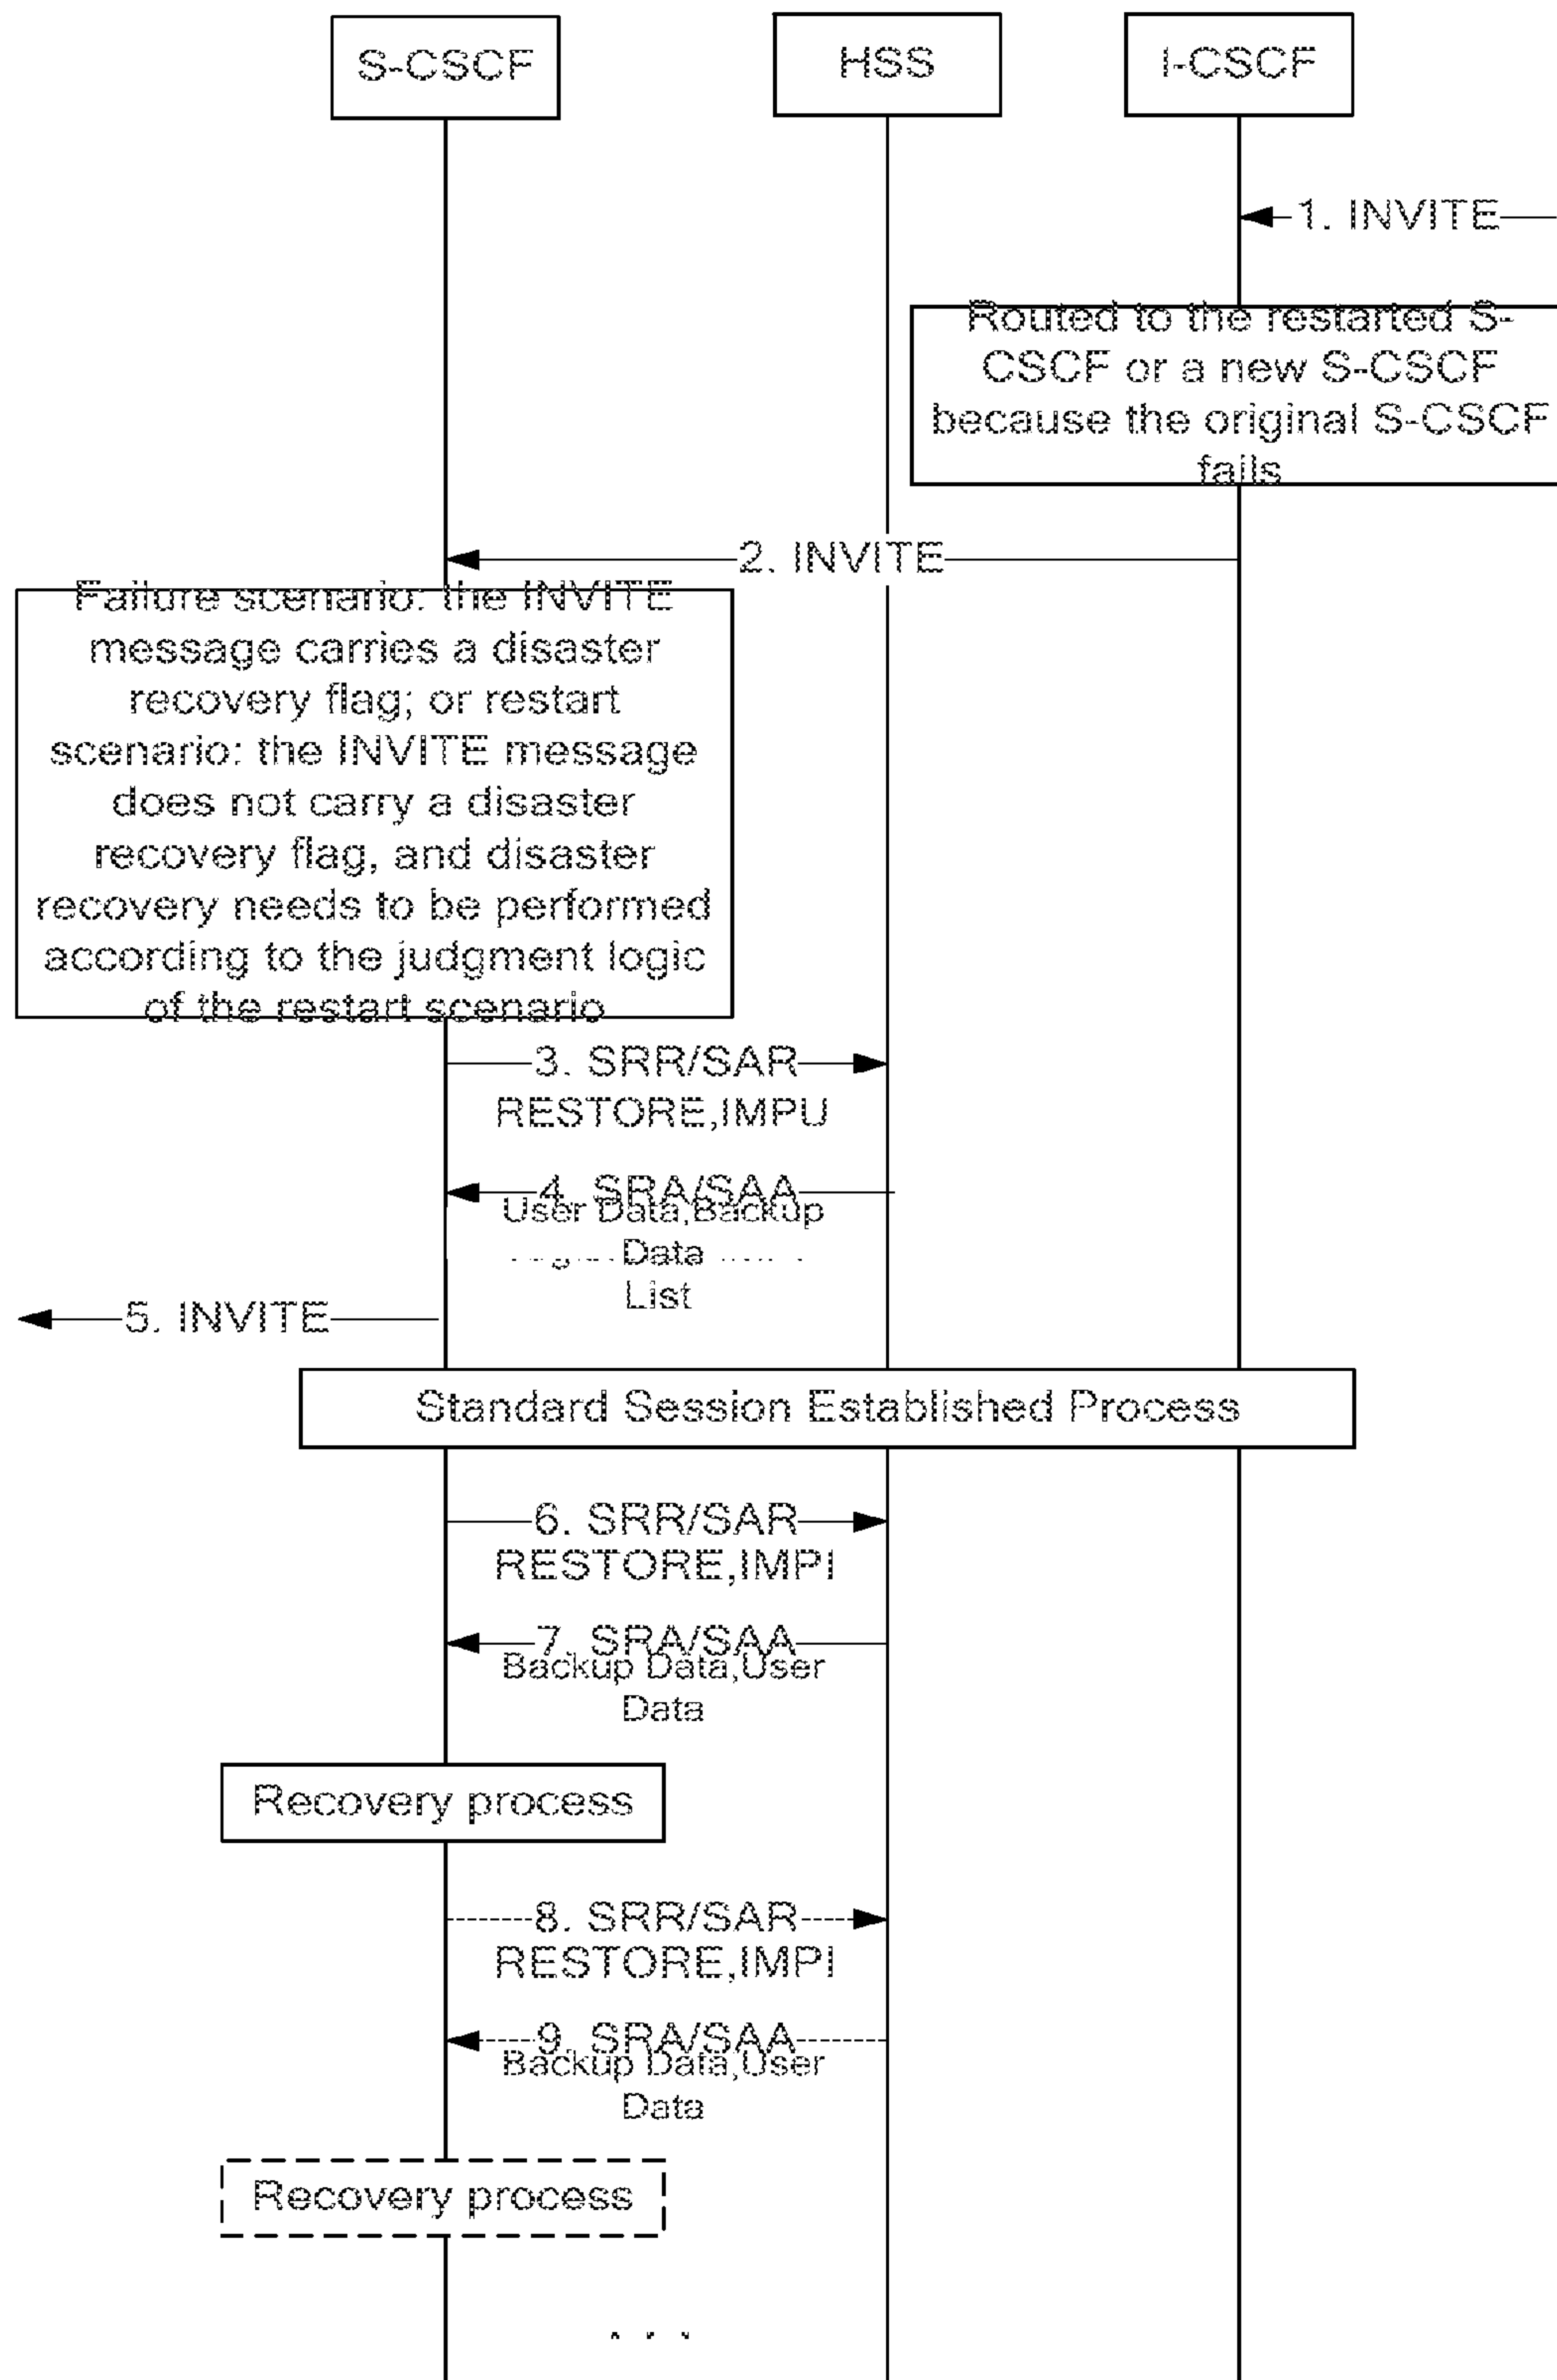 S-CSCF
HSS
I-CSCF
1. INVITE
Routed to the restarted S-
CSCF or a new S-CSCF
because the original S-CSCF
fails
2. INVITE
Failure scenario: the INVITE
message carries a disaster
recovery flag; or restart
scenario: the INVITE message
does not carry a disaster
recovery flag, and disaster
recovery needs to be performed
according to the judgment logic
of the restart scenario
3. SRR/SAR
RESTORE,IMPU
4. SRA/SAA
User Data,Backup
Data
List
5. INVITE
Standard Session Established Process
6. SRR/SAR
RESTORE,IMPI
7. SRA/SAA
Backup Data,User
Data
Recovery process
8. SRR/SAR
RESTORE,IMPI
9. SRA/SAA
Backup Data,User
Data
Recovery process
. . .